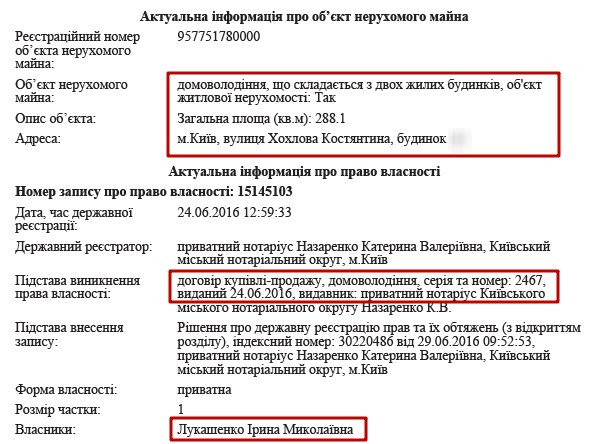 Актуальна інформація про об’єкт нерухомого майна
Реєстраційний номер 957751780000
об’єкта нерухомого
майна:
Об’єкт нерухомого домоволодіння, що складається з двох жилих будинків, об'єкт
майна: житлової нерухомості: Так
Опис об’єкта: Загальна площа (кв.м): 288.1
Адреса: м.Київ, вулиця Хохлова Костянтина, будинок
Актуальна інформація про право власності
Номер запису про право власності: 15145103
Дата, час державної 24.06.2016 12:59:33
реєстрації:
Державний реєстратор: приватний нотаріус Назаренко Катерина Валеріївна, Київський
міський нотаріальний округ, м.Київ
Підстава виникнення договір купівлі-продажу, домоволодіння, серія та номер: 2467,
права власності: виданий 24.06.2016, видавник: приватний нотаріус Київського
міського нотаріального округу Назаренко К.В.
Підстава внесення Рішення про державну реєстрацію прав та їх обтяжень (з відкриттям
запису: розділу), індексний номер: 30220486 від 29.06.2016 09:52:53,
приватний нотаріус Назаренко Катерина Валеріївна, Київський
міський нотаріальний округ, м.Київ
Форма власності: приватна
Розмір частки: 1
Власники: Лукашенко Ірина Миколаївна